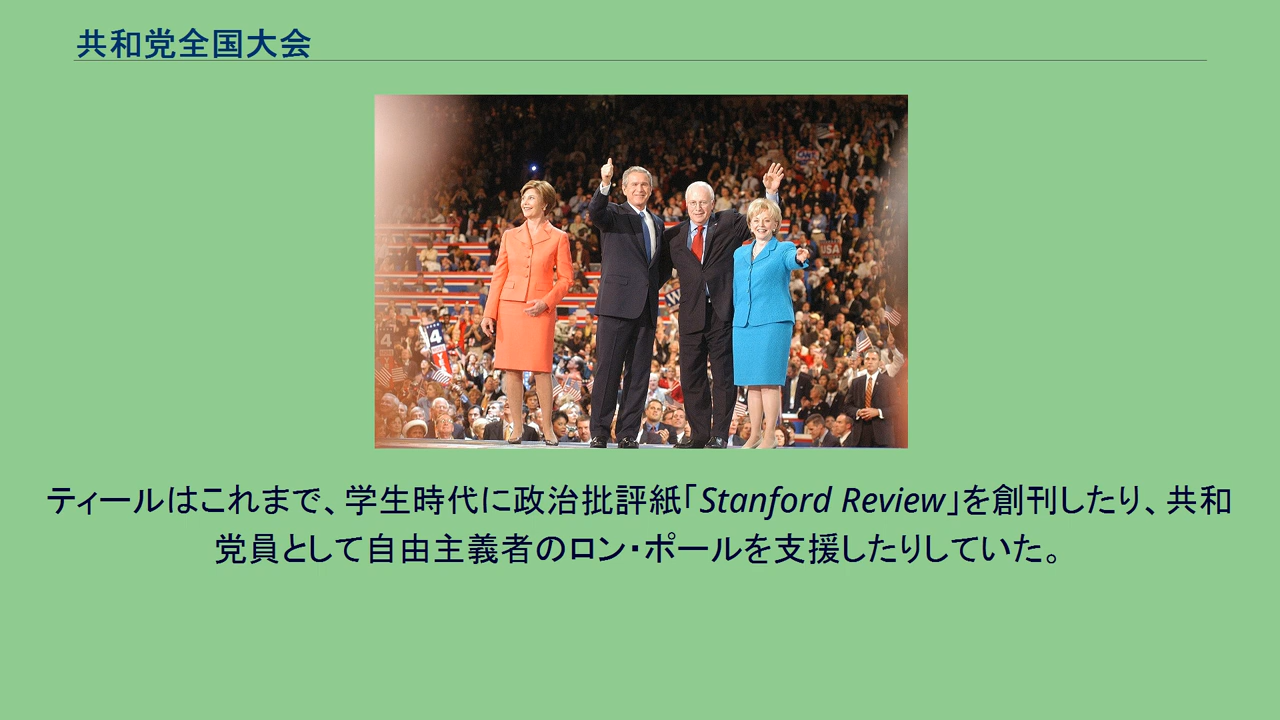 共和党全国大会
4
4
USA
ティールはこれまで、学生時代に政治批評紙「Stanford Review」を創刊したり、共和
党員として自由主義者のロン・ポールを支援したりしていた。